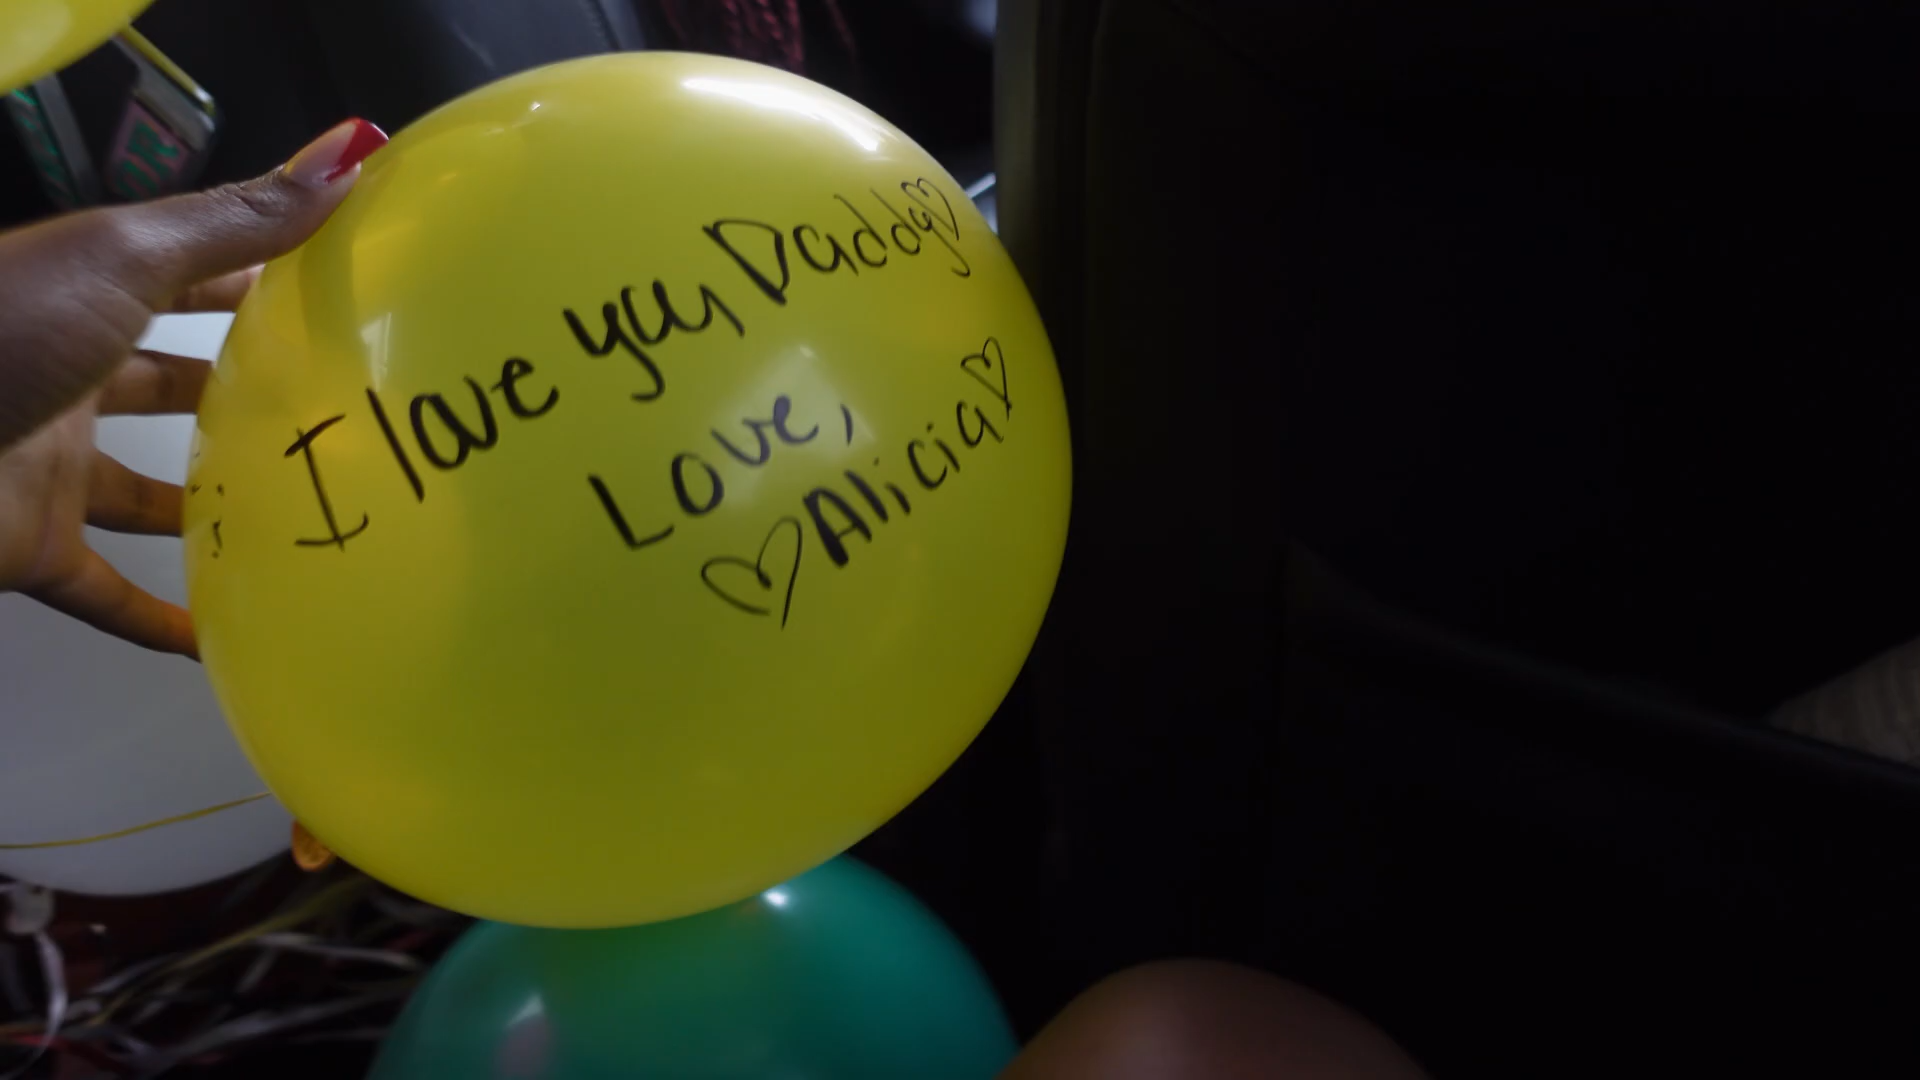 I love you, Daddy♡
Love,
♡Alicia♡